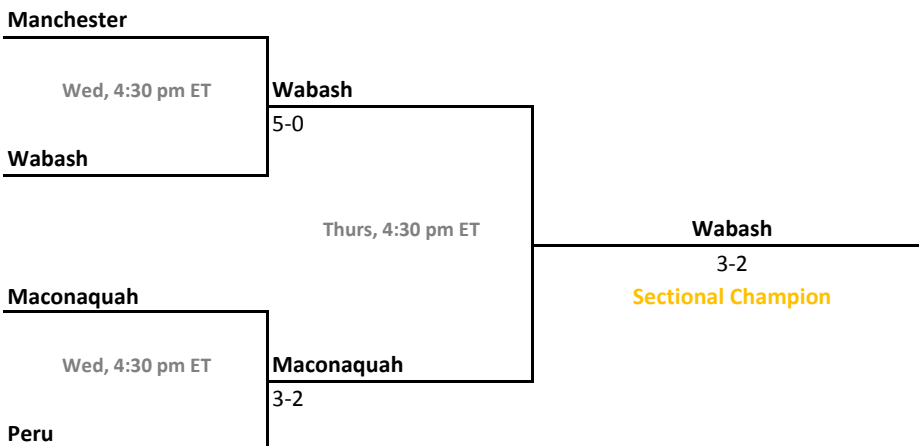 Manchester
Wed, 4:30 pm ET
Wabash
5-0
Wabash
Thurs, 4:30 pm ET
Wabash
3-2
Sectional Champion
Maconaquah
Wed, 4:30 pm ET
Maconaquah
3-2
Peru